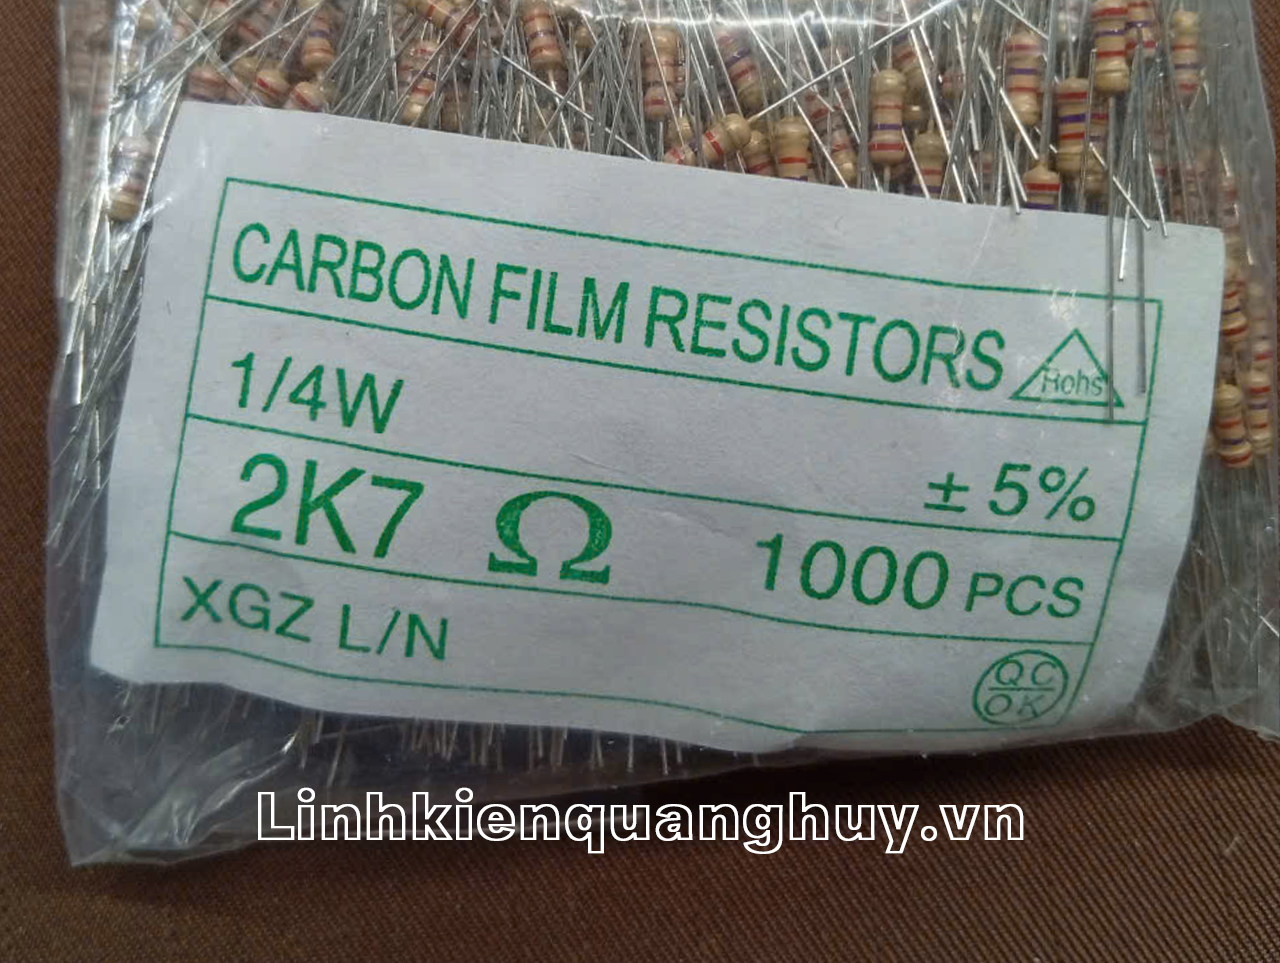 CARBON FILM RESISTORS
Rohs
1/4W
± 5%
2K7 Ω
1000 PCS
XGZ L/N
QC
OK
Linhkienquanghuy.vn